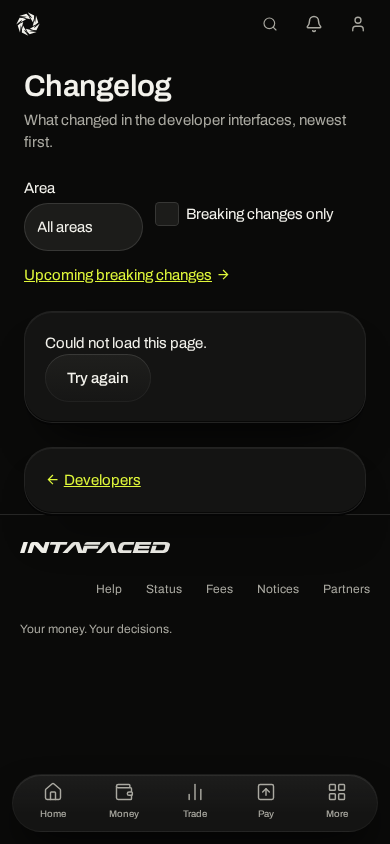 Changelog
What changed in the developer interfaces, newest
first.
Area
All areas
Breaking changes only
Upcoming breaking changes →
Could not load this page.
Try again
← Developers
INTAFACED
Help Status Fees Notices Partners
Your money. Your decisions.
Home Money Trade Pay More